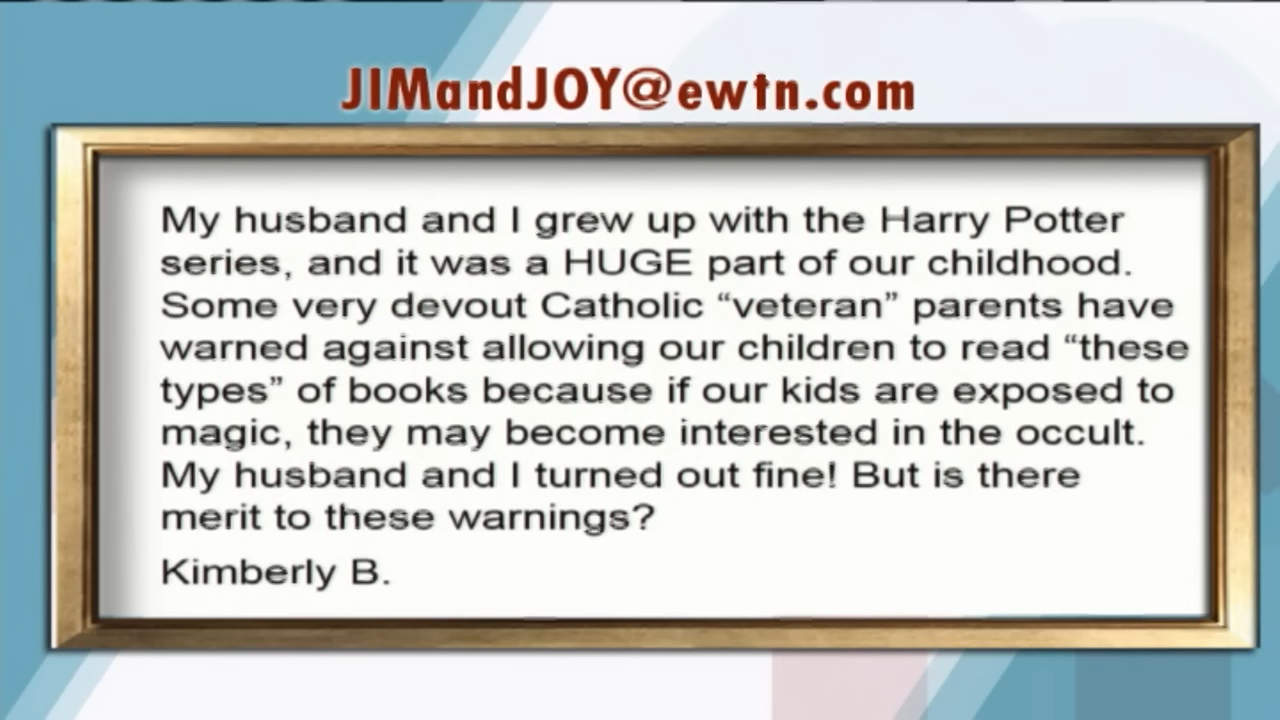 JIMandJOY@ewtn.com
My husband and I grew up with the Harry Potter
series, and it was a HUGE part of our childhood.
Some very devout Catholic “veteran” parents have
warned against allowing our children to read “these
types” of books because if our kids are exposed to
magic, they may become interested in the occult.
My husband and I turned out fine! But is there
merit to these warnings?
Kimberly B.